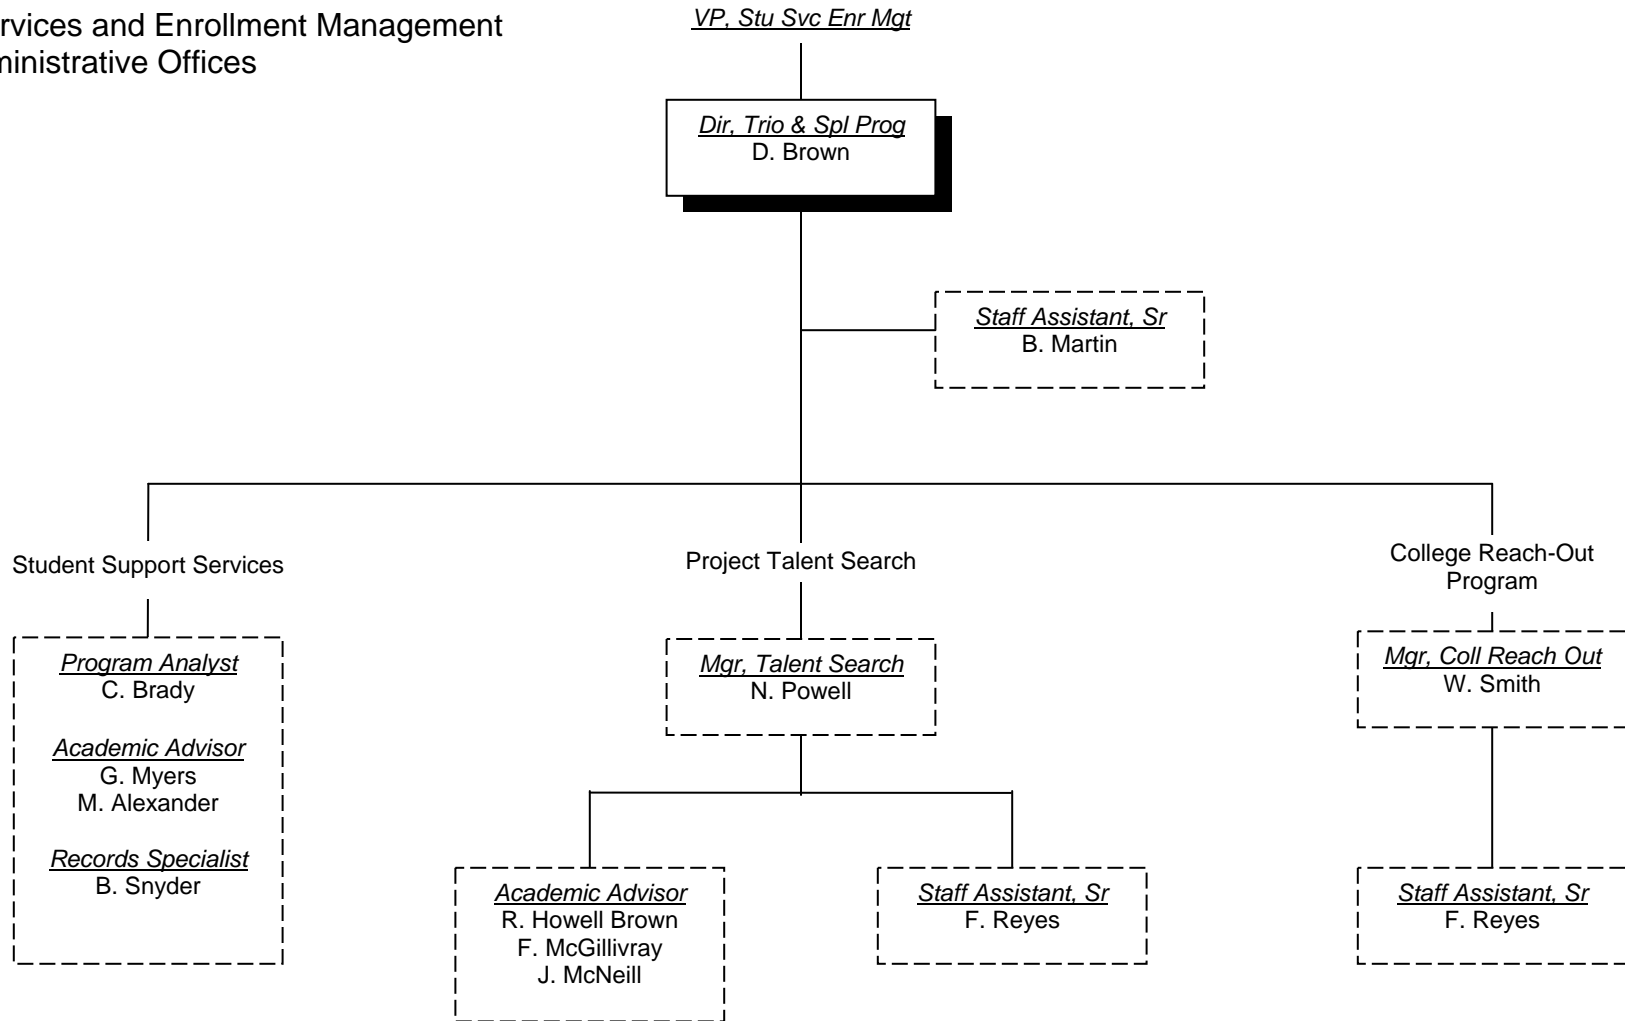 rvices and Enrollment Management
ministrative Offices
VP, Stu Svc Enr Mgt
Dir, Trio & Spl Prog
D. Brown
Staff Assistant, Sr
B. Martin
Student Support Services
Project Talent Search
College Reach-Out
Program
Program Analyst
C. Brady
Academic Advisor
G. Myers
M. Alexander
Records Specialist
B. Snyder
Mgr, Talent Search
N. Powell
Mgr, Coll Reach Out
W. Smith
Academic Advisor
R. Howell Brown
F. McGillivray
J. McNeill
Staff Assistant, Sr
F. Reyes
Staff Assistant, Sr
F. Reyes